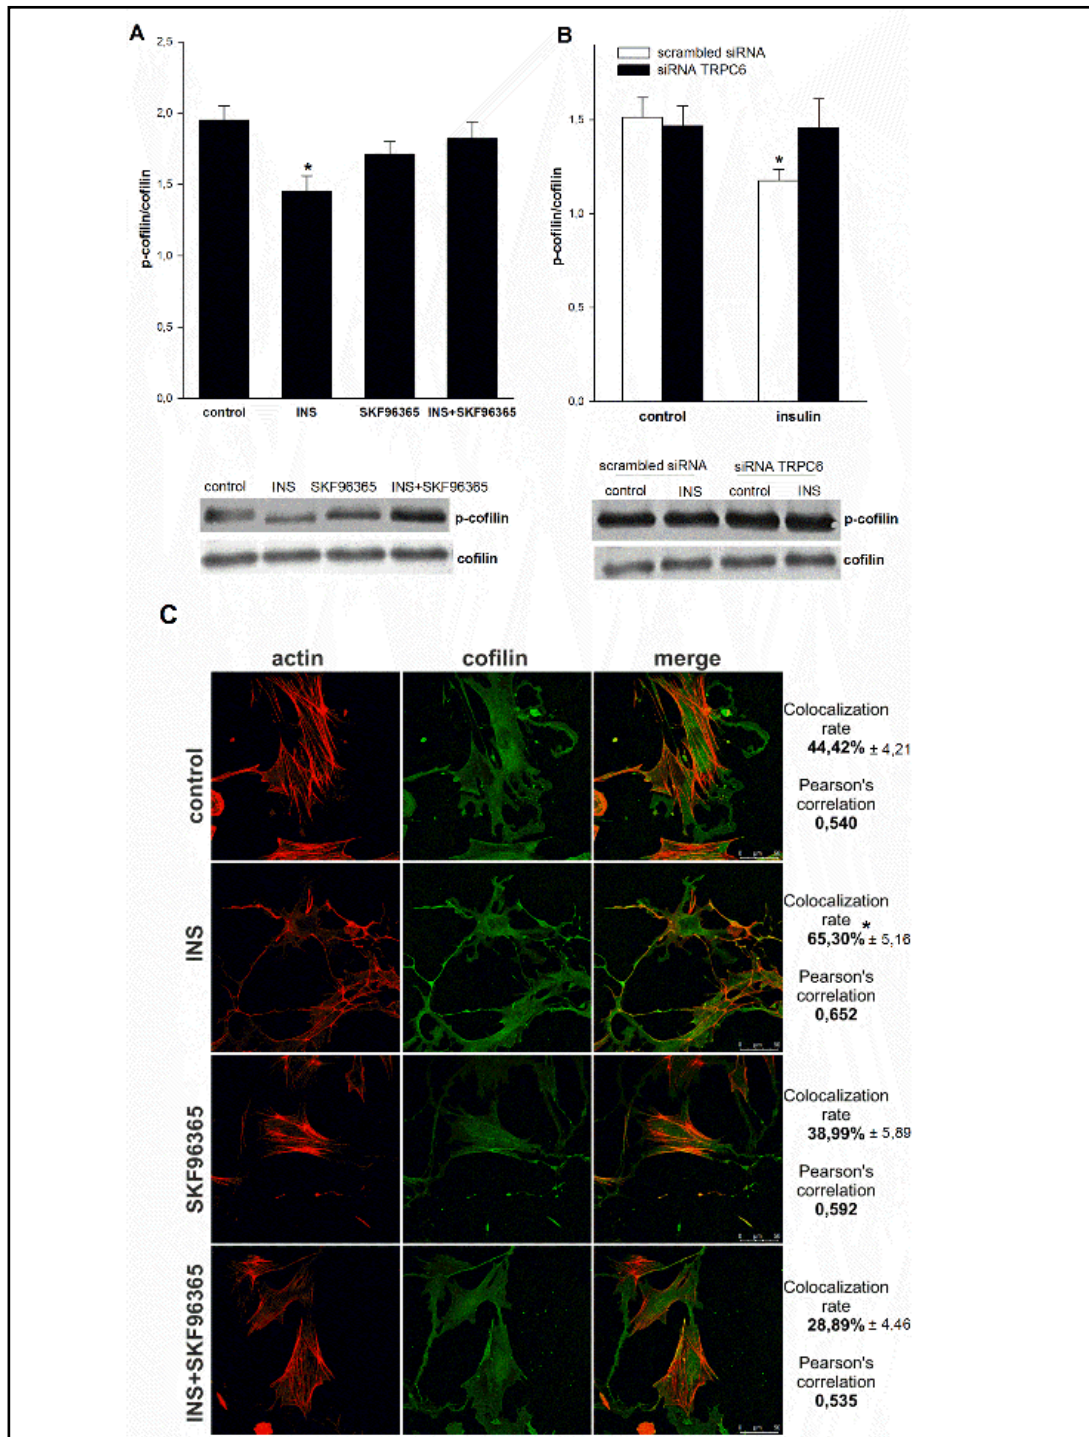 A
2,5
2,0
1,5
1,0
0,5
0,0
p-cofilin/cofilin
*
control INS SKF96365 INS+SKF96365
control INS SKF96365 INS+SKF96365
p-cofilin
cofilin
B
scrambled siRNA
siRNA TRPC6
1,5
1,0
0,5
0,0
p-cofilin/cofilin
*
control insulin
scrambled siRNA siRNA TRPC6
control INS control INS
p-cofilin
cofilin
C
actin cofilin merge
control
Colocalization
rate
44,42% ± 4,21
Pearson's
correlation
0,540
INS
Colocalization
rate *
65,30% ± 5,16
Pearson's
correlation
0,652
SKF96365
Colocalization
rate
38,99% ± 5,89
Pearson's
correlation
0,592
INS+SKF96365
Colocalization
rate
28,89% ± 4.46
Pearson's
correlation
0,535